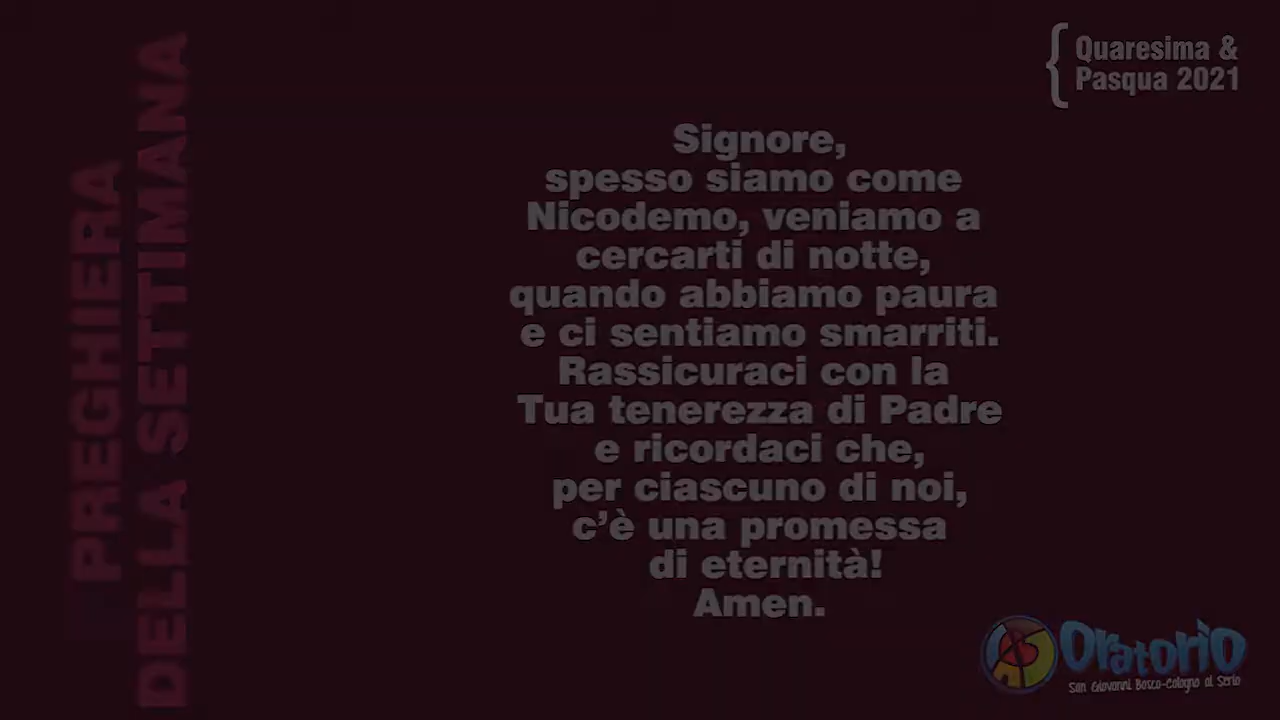 PREGHIERA
DELLA SETTIMANA
Quaresima &
Pasqua 2021
Signore,
spesso siamo come
Nicodemo, veniamo a
cercarti di notte,
quando abbiamo paura
e ci sentiamo smarriti.
Rassicuraci con la
Tua tenerezza di Padre
e ricordaci che,
per ciascuno di noi,
c’è una promessa
di eternità!
Amen.
Oratorio
San Giovanni Bosco-Cologno al Serio